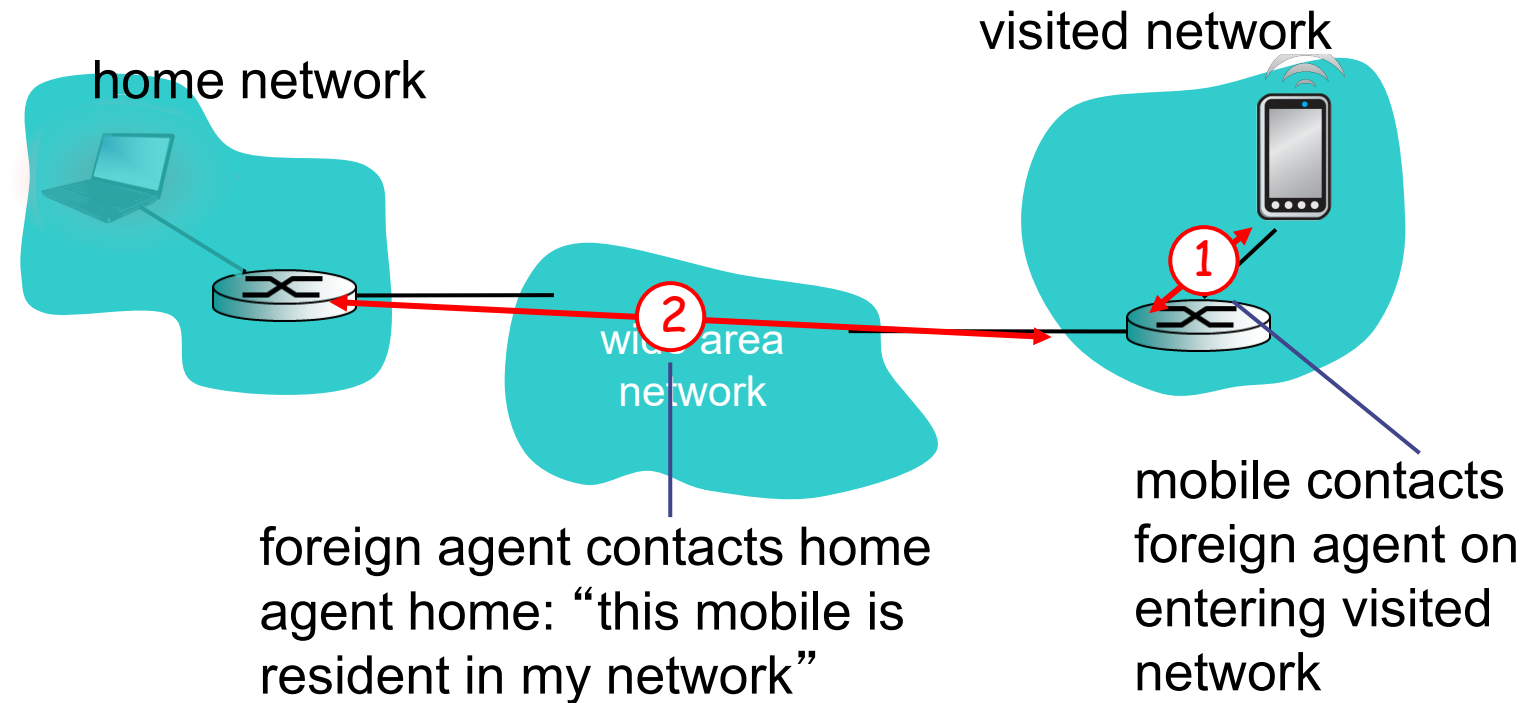 visited network
home network
1
2
wide area
network
mobile contacts
foreign agent on
entering visited
network
foreign agent contacts home
agent home: “this mobile is
resident in my network”